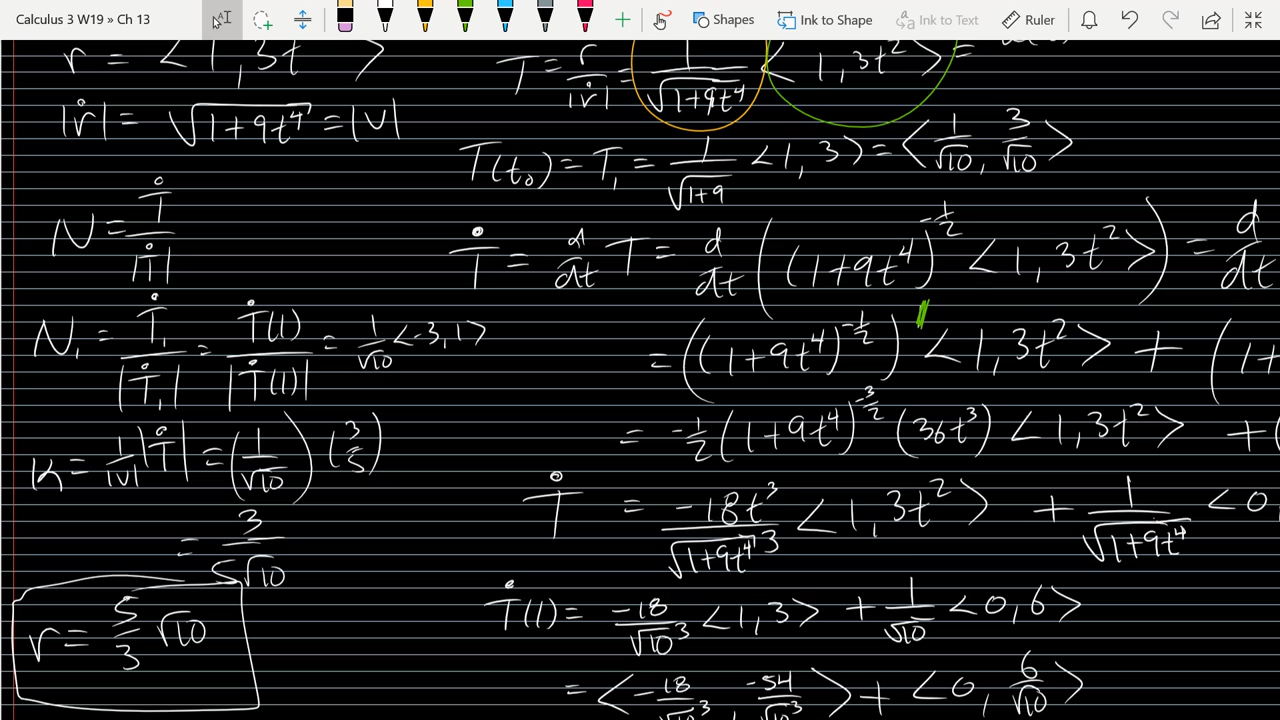 Calculus 3 W19 » Ch 13
Shapes Ink to Shape Ink to Text Ruler
ṙ = < 1, 3t² >
|ṙ| = √(1+9t⁴) = |v|
N = Ṫ/|Ṫ|
N₁ = Ṫ₁/|Ṫ₁| = Ṫ(1)/|Ṫ(1)| = 1/√10 <-3, 1>
K = 1/|v| |Ṫ| = (1/√10)(3/5)
= 3/(5√10)
r = 5/3 √10
T = ṙ/|ṙ| = 1/√(1+9t⁴) < 1, 3t² > =
T(t₀) = T₁ = 1/√(1+9) <1, 3> = <1/√10, 3/√10>
Ṫ = d/dt T = d/dt ((1+9t⁴)^(-1/2) <1, 3t²>) = d/dt
= ((1+9t⁴)^(-1/2))' <1, 3t²> + (1+
= -1/2 (1+9t⁴)^(-3/2) (36t³) <1, 3t²> + (
Ṫ = -18t³/√(1+9t⁴)³ <1, 3t²> + 1/√(1+9t⁴) <0,
Ṫ(1) = -18/√10³ <1, 3> + 1/√10 <0, 6>
= <-18/√10³, -54/√10³> + <0, 6/√10>